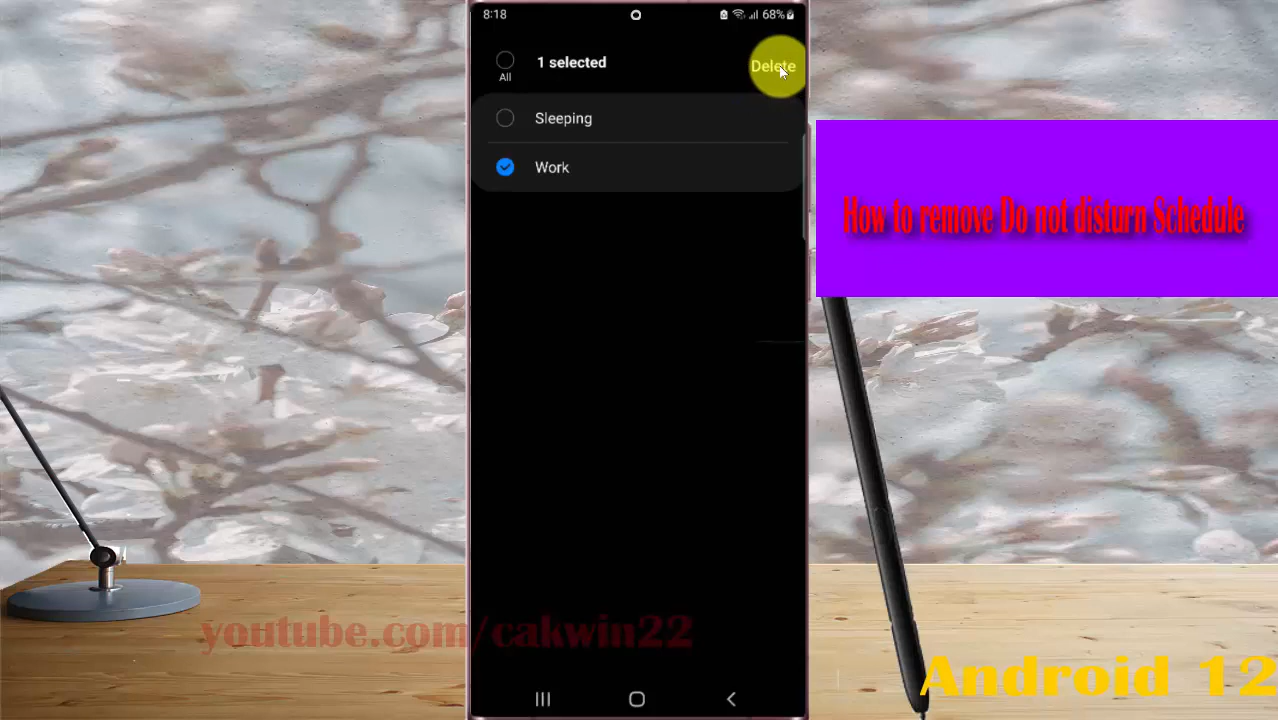 8:18
68%
1 selected
Delete
All
Sleeping
Work
How to remove Do not disturn Schedule
youtube.com/cakwin22
Android 12